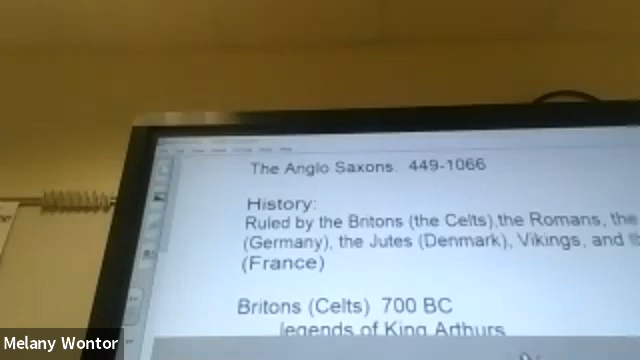 The Anglo Saxons. 449-1066
History:
Ruled by the Britons (the Celts),the Romans, the
(Germany), the Jutes (Denmark), Vikings, and
(France)
Britons (Celts) 700 BC
legends of King Arthurs
Melany Wontor